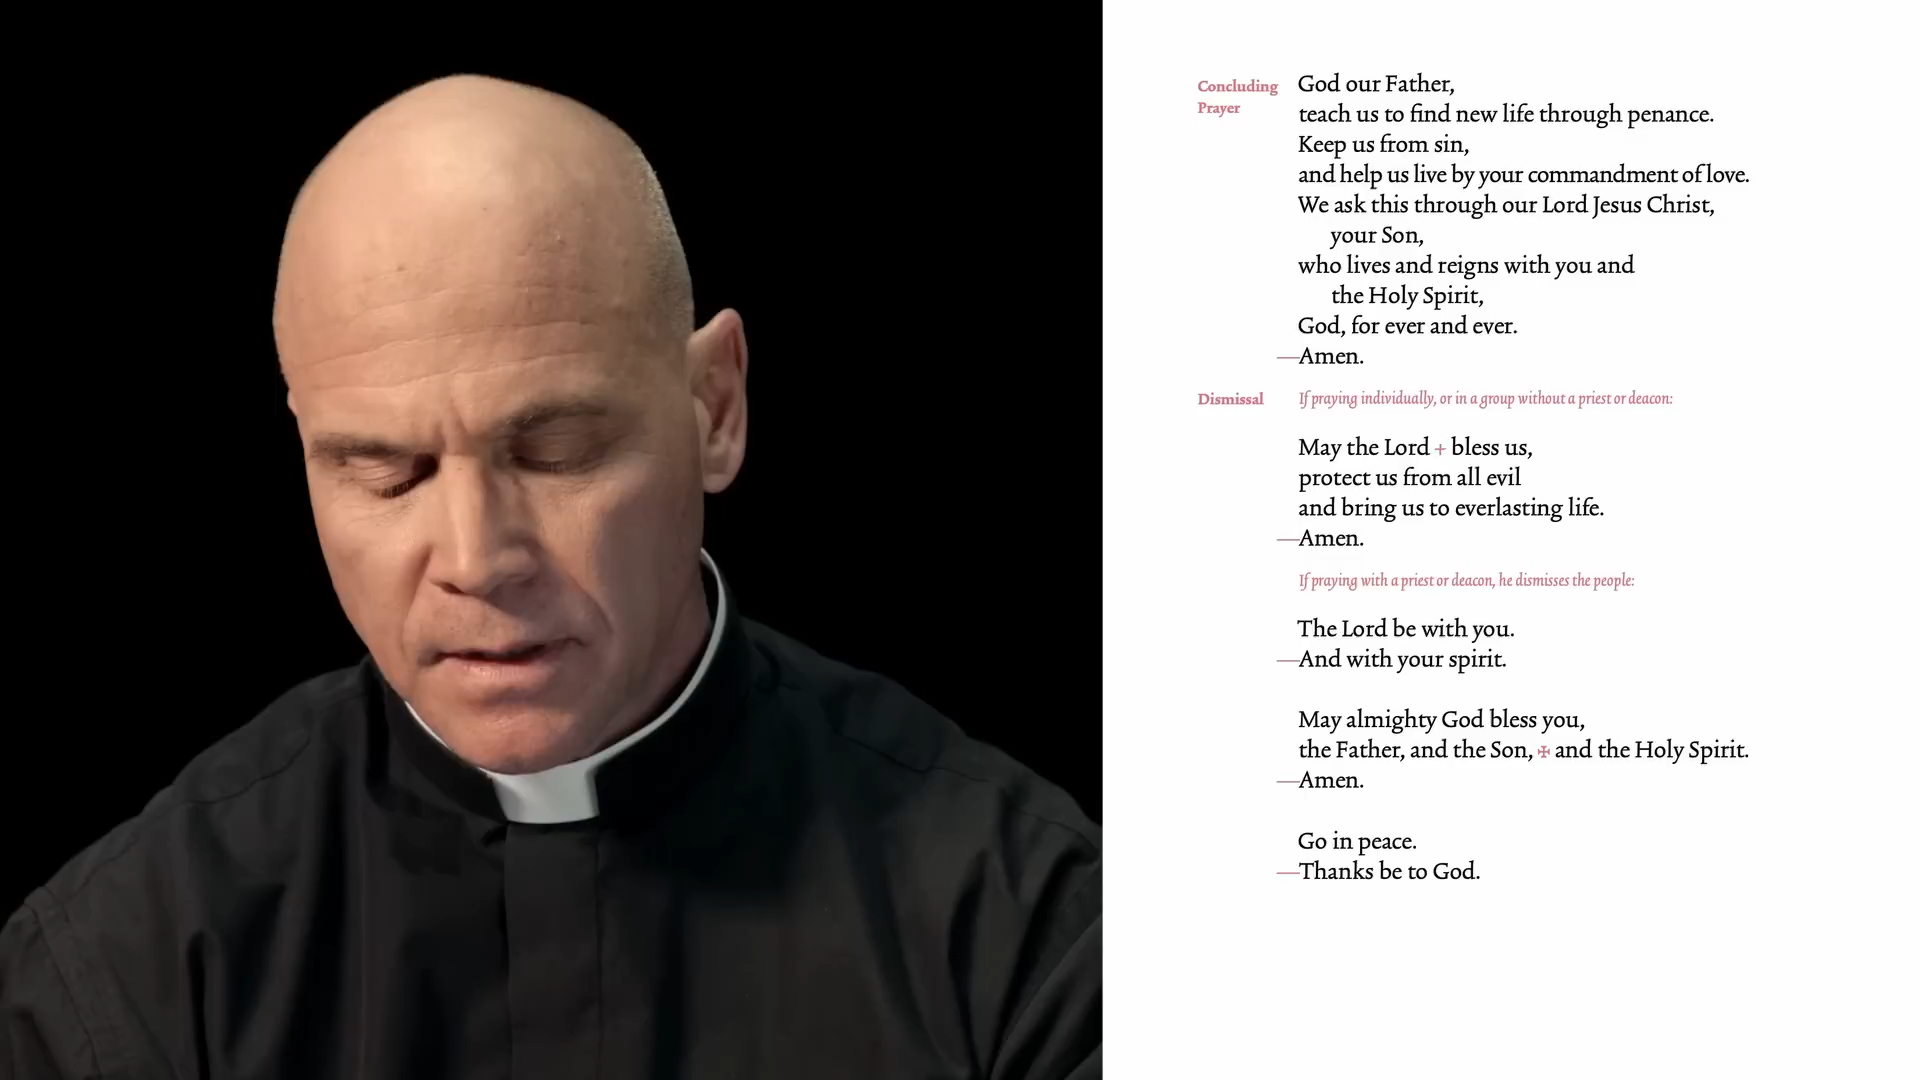 Concluding
Prayer
God our Father,
teach us to find new life through penance.
Keep us from sin,
and help us live by your commandment of love.
We ask this through our Lord Jesus Christ,
your Son,
who lives and reigns with you and
the Holy Spirit,
God, for ever and ever.
—Amen.
Dismissal
If praying individually, or in a group without a priest or deacon:
May the Lord + bless us,
protect us from all evil
and bring us to everlasting life.
—Amen.
If praying with a priest or deacon, he dismisses the people:
The Lord be with you.
—And with your spirit.
May almighty God bless you,
the Father, and the Son, ✠ and the Holy Spirit.
—Amen.
Go in peace.
—Thanks be to God.